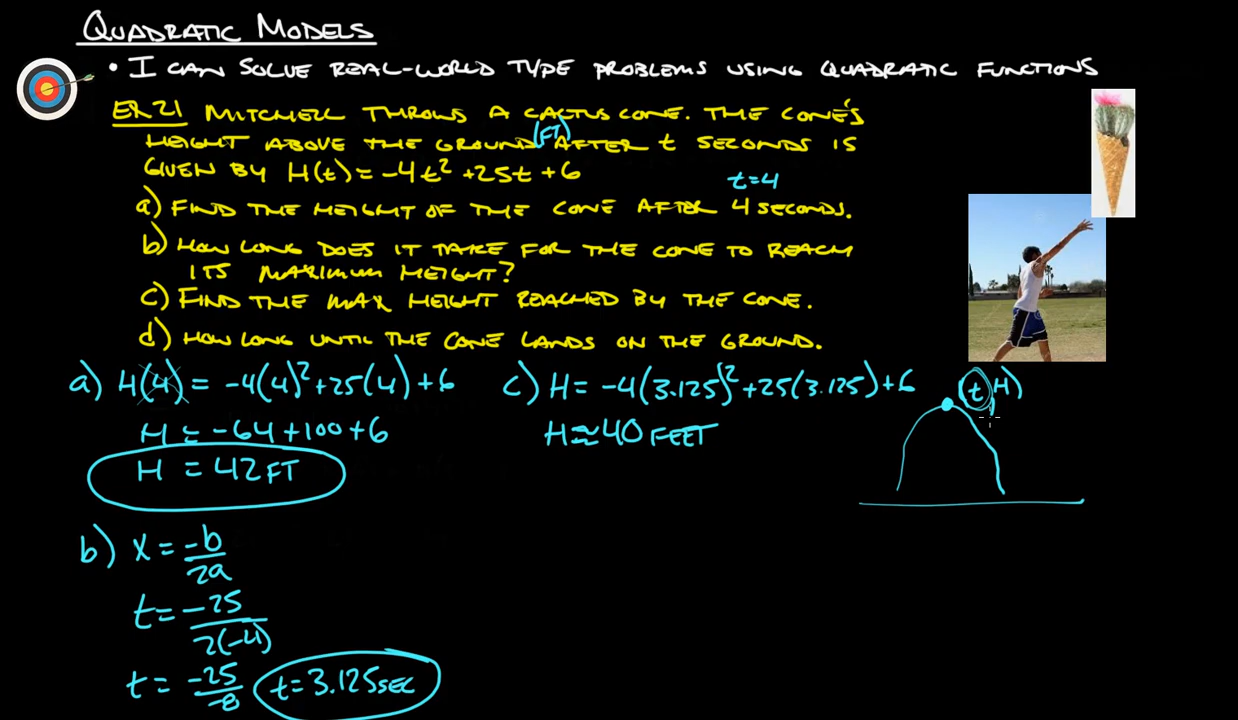 QUADRATIC MODELS
• I CAN SOLVE REAL-WORLD TYPE PROBLEMS USING QUADRATIC FUNCTIONS
EX.21 MITCHELL THROWS A CACTUS CONE. THE CONE'S
HEIGHT ABOVE THE GROUND (FT) AFTER t SECONDS IS
GIVEN BY H(t) = -4t² + 25t + 6
t=4
a) FIND THE HEIGHT OF THE CONE AFTER 4 SECONDS.
b) HOW LONG DOES IT TAKE FOR THE CONE TO REACH
ITS MAXIMUM HEIGHT?
c) FIND THE MAX HEIGHT REACHED BY THE CONE.
d) HOW LONG UNTIL THE CONE LANDS ON THE GROUND.
a) H(4) = -4(4)² + 25(4) + 6
H = -64 + 100 + 6
H = 42 FT
b) X = -b/2a
t = -25/2(-4)
t = -25/-8 t = 3.125 SEC
c) H = -4(3.125)² + 25(3.125) + 6
H ≈ 40 FEET
(t, H)